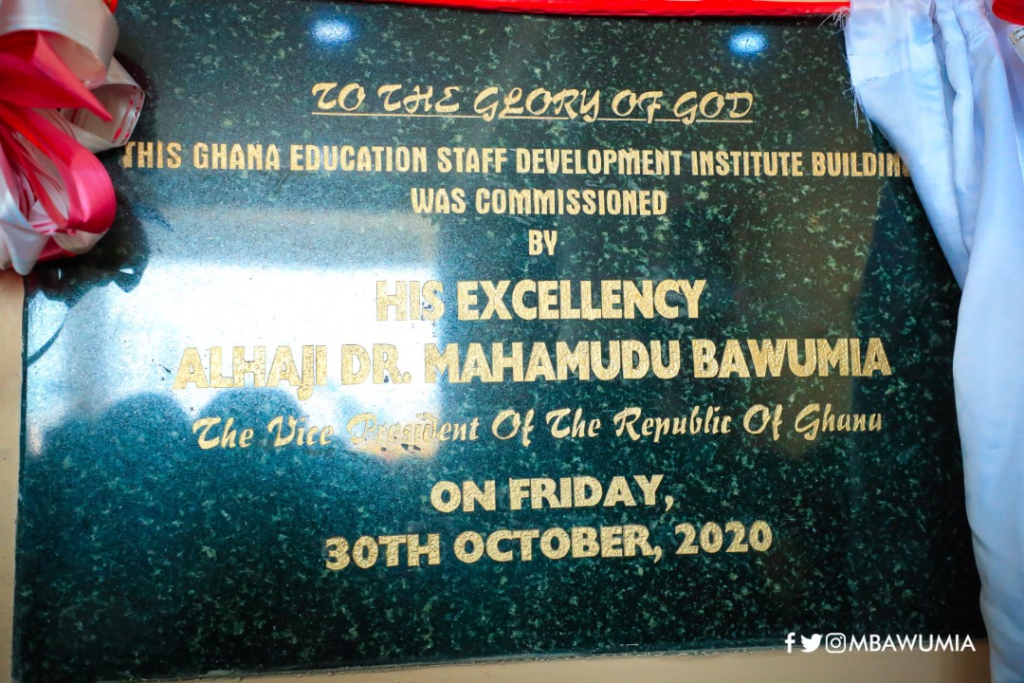 TO THE GLORY OF GOD
THIS GHANA EDUCATION STAFF DEVELOPMENT INSTITUTE BUILDING
WAS COMMISSIONED
BY
HIS EXCELLENCY
ALHAJI DR. MAHAMUDU BAWUMIA
The Vice President Of The Republic Of Ghana
ON FRIDAY,
30TH OCTOBER, 2020
MBAWUMIA